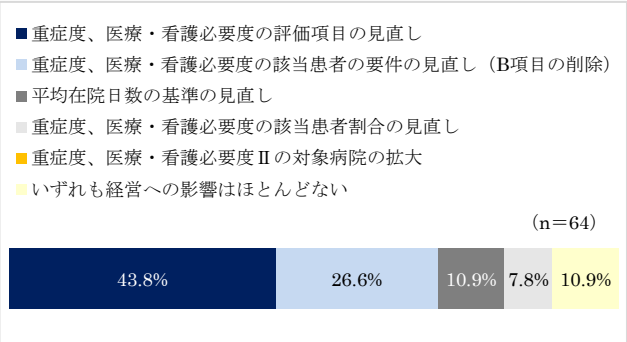 重症度、医療・看護必要度の評価項目の見直し
重症度、医療・看護必要度の該当患者の要件の見直し（B項目の削除）
平均在院日数の基準の見直し
重症度、医療・看護必要度の該当患者割合の見直し
重症度、医療・看護必要度Ⅱの対象病院の拡大
いずれも経営への影響はほとんどない
（n＝64）
43.8% 26.6% 10.9% 7.8% 10.9%